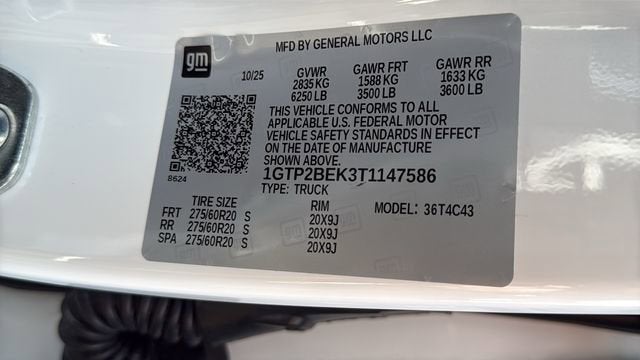 gm
MFD BY GENERAL MOTORS LLC
10/25 GVWR GAWR FRT GAWR RR
2835 KG 1588 KG 1633 KG
6250 LB 3500 LB 3600 LB
THIS VEHICLE CONFORMS TO ALL
APPLICABLE U.S. FEDERAL MOTOR
VEHICLE SAFETY STANDARDS IN EFFECT
ON THE DATE OF MANUFACTURE
SHOWN ABOVE.
8624
1GTP2BEK3T1147586
TYPE: TRUCK
TIRE SIZE RIM MODEL: 36T4C43
FRT 275/60R20 S 20X9J
RR 275/60R20 S 20X9J
SPA 275/60R20 S 20X9J